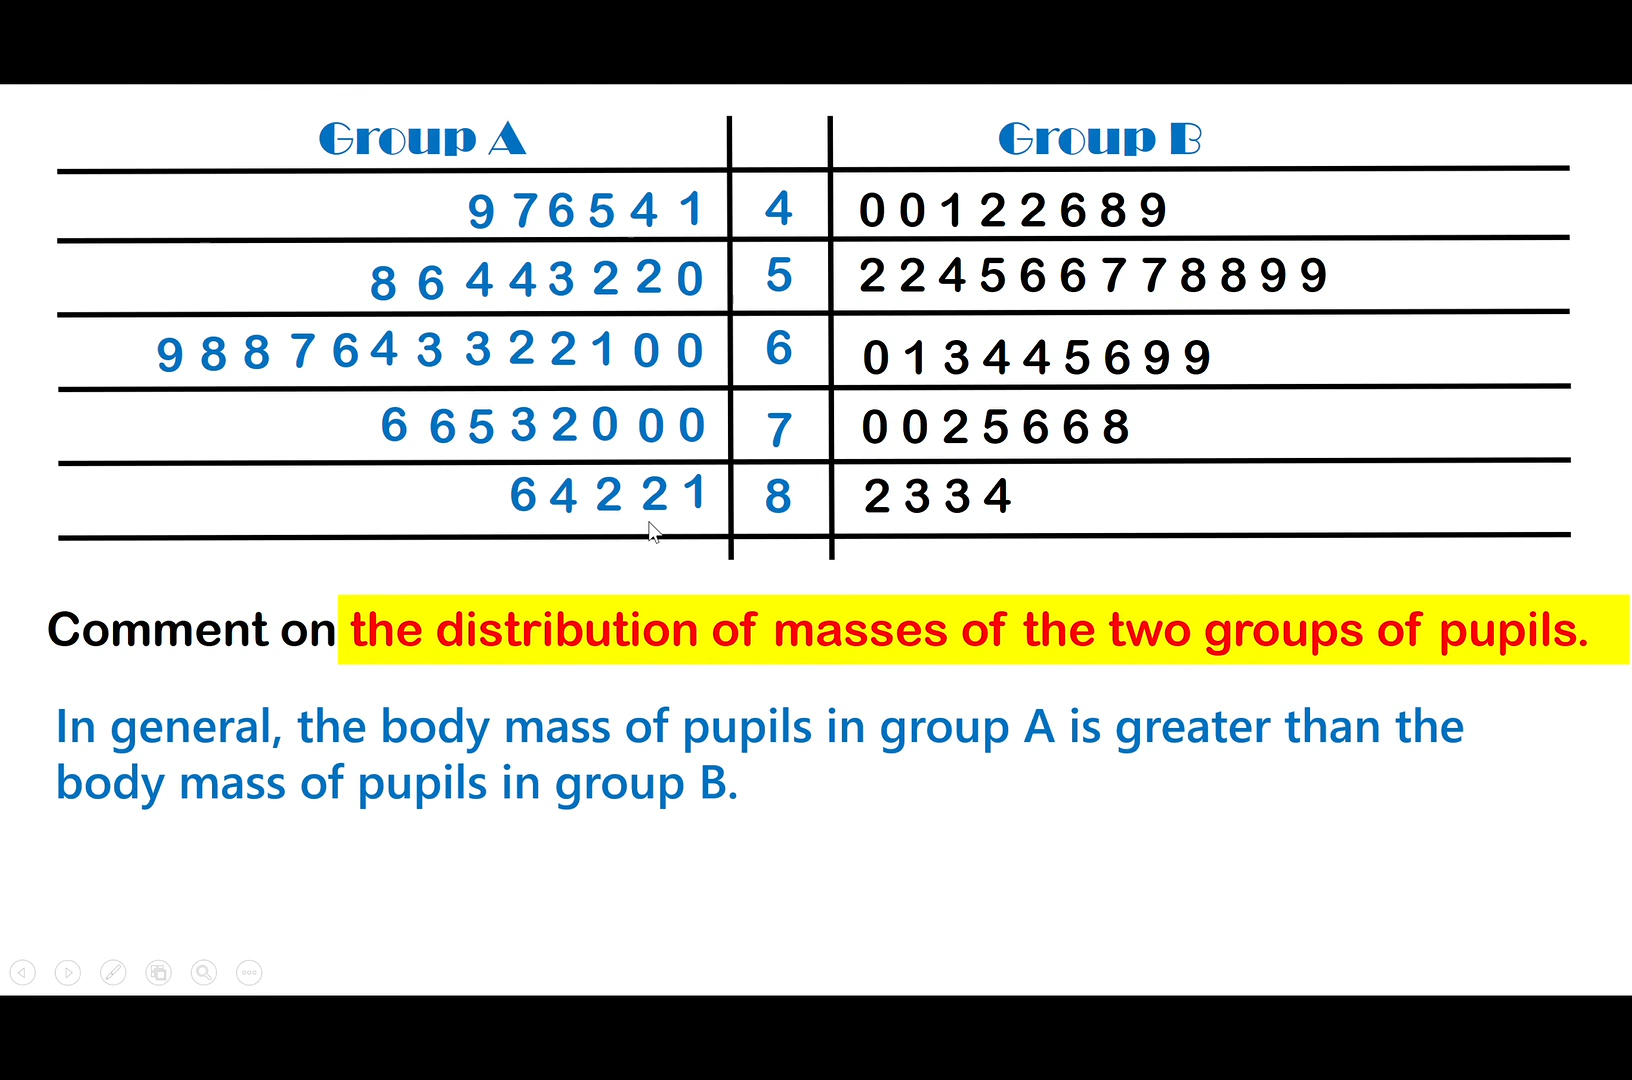 Group A Group B
9 7 6 5 4 1 4 0 0 1 2 2 6 8 9
8 6 4 4 3 2 2 0 5 2 2 4 5 6 6 7 7 8 8 9 9
9 8 8 7 6 4 3 3 2 2 1 0 0 6 0 1 3 4 4 5 6 9 9
6 6 5 3 2 0 0 0 7 0 0 2 5 6 6 8
6 4 2 2 1 8 2 3 3 4
Comment on the distribution of masses of the two groups of pupils.
In general, the body mass of pupils in group A is greater than the
body mass of pupils in group B.